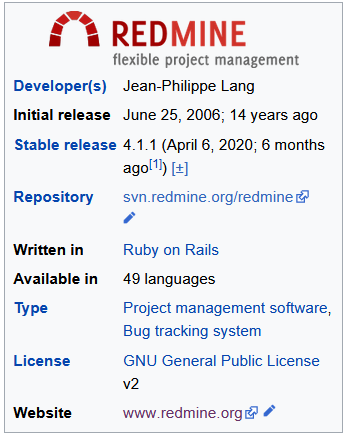 REDMINE
flexible project management
Developer(s) Jean-Philippe Lang
Initial release June 25, 2006; 14 years ago
Stable release 4.1.1 (April 6, 2020; 6 months
ago[1]) [±]
Repository svn.redmine.org/redmine
Written in Ruby on Rails
Available in 49 languages
Type Project management software,
Bug tracking system
License GNU General Public License
v2
Website www.redmine.org